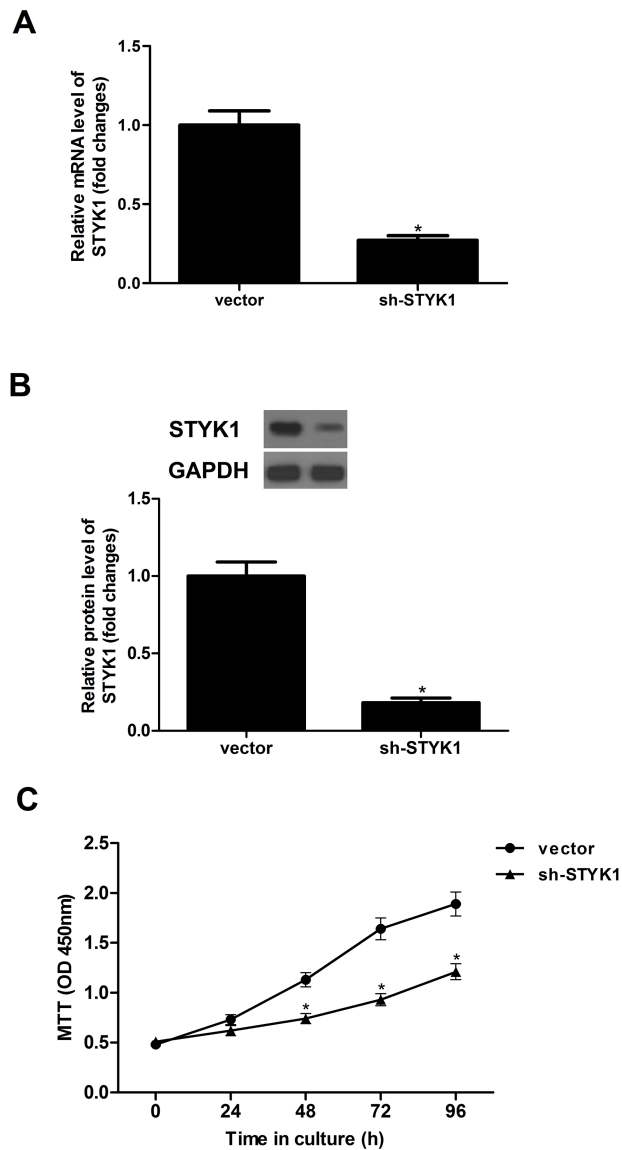 A
Relative mRNA level of
STYK1 (fold changes)
1.5
1.0
0.5
0.0
*
vector
sh-STYK1
B
STYK1
GAPDH
Relative protein level of
STYK1 (fold changes)
1.5
1.0
0.5
0.0
*
vector
sh-STYK1
C
MTT (OD 450nm)
2.5
2.0
1.5
1.0
0.5
0.0
*
*
*
0
24
48
72
96
Time in culture (h)
vector
sh-STYK1